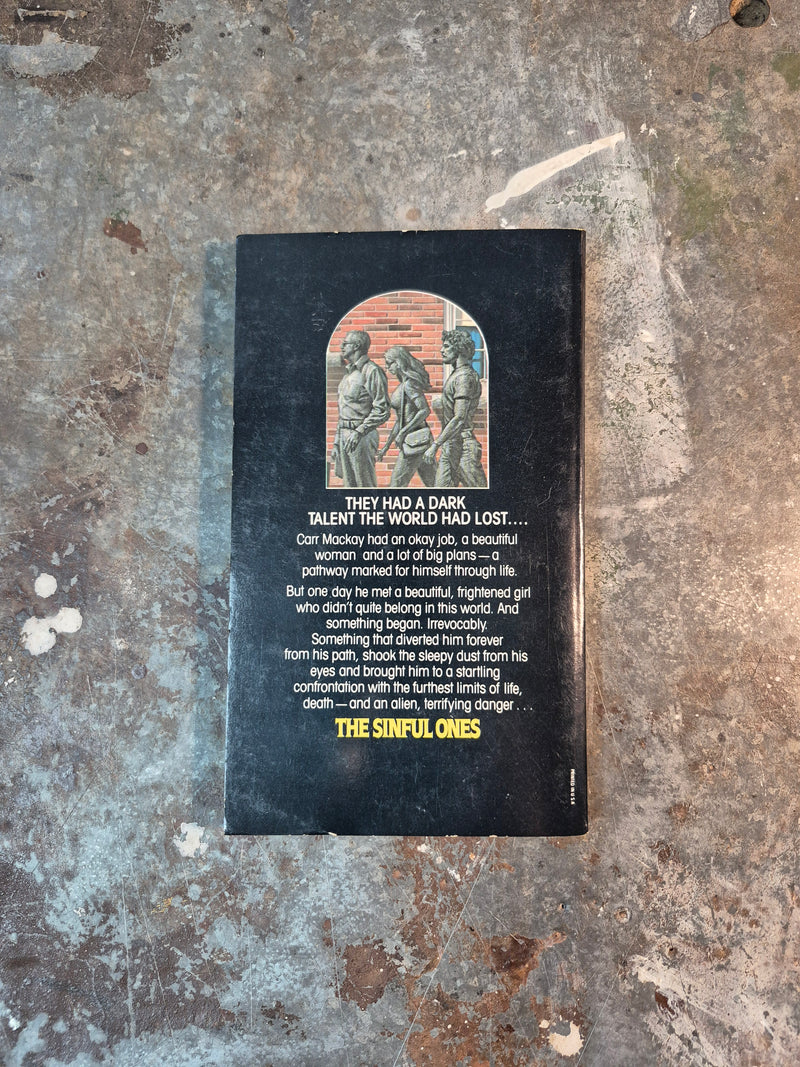 THEY HAD A DARK
TALENT THE WORLD HAD LOST....
Carr Mackay had an okay job, a beautiful
woman and a lot of big plans—a
pathway marked for himself through life.
But one day he met a beautiful, frightened girl
who didn't quite belong in this world. And
something began. Irrevocably.
Something that diverted him forever
from his path, shook the sleepy dust from his
eyes and brought him to a startling
confrontation with the furthest limits of life,
death—and an alien, terrifying danger...
THE SINFUL ONES
PRINTED IN U.S.A.